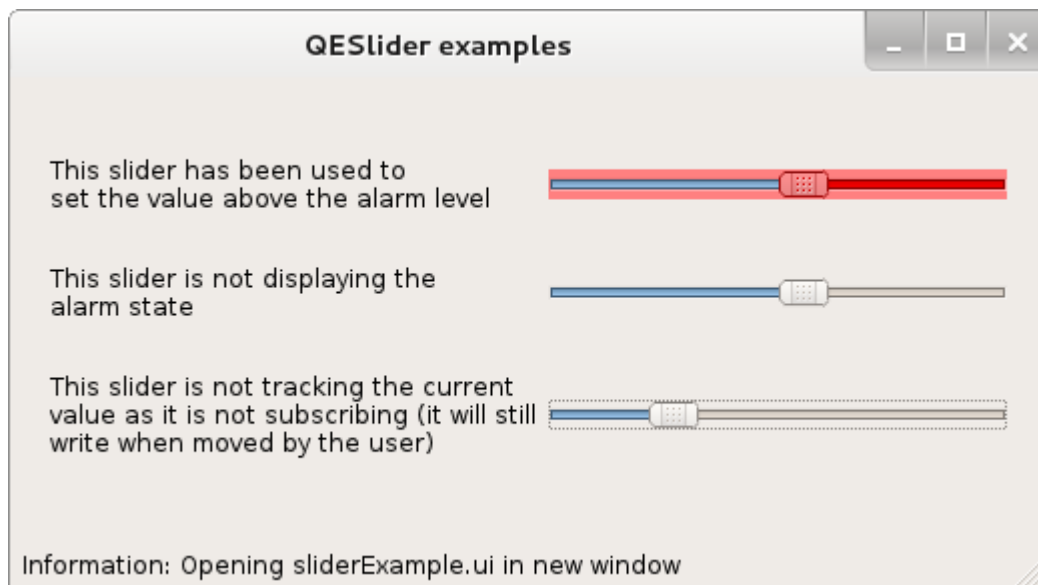 QESlider examples
This slider has been used to
set the value above the alarm level
This slider is not displaying the
alarm state
This slider is not tracking the current
value as it is not subscribing (it will still
write when moved by the user)
Information: Opening sliderExample.ui in new window